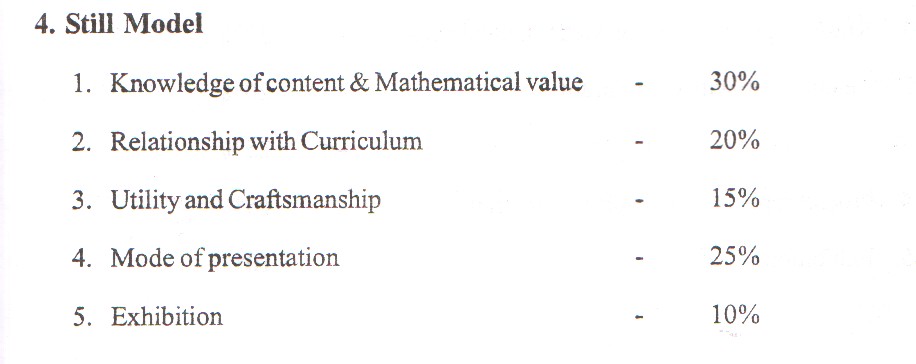 4. Still Model
1. Knowledge of content & Mathematical value - 30%
2. Relationship with Curriculum - 20%
3. Utility and Craftsmanship - 15%
4. Mode of presentation - 25%
5. Exhibition - 10%